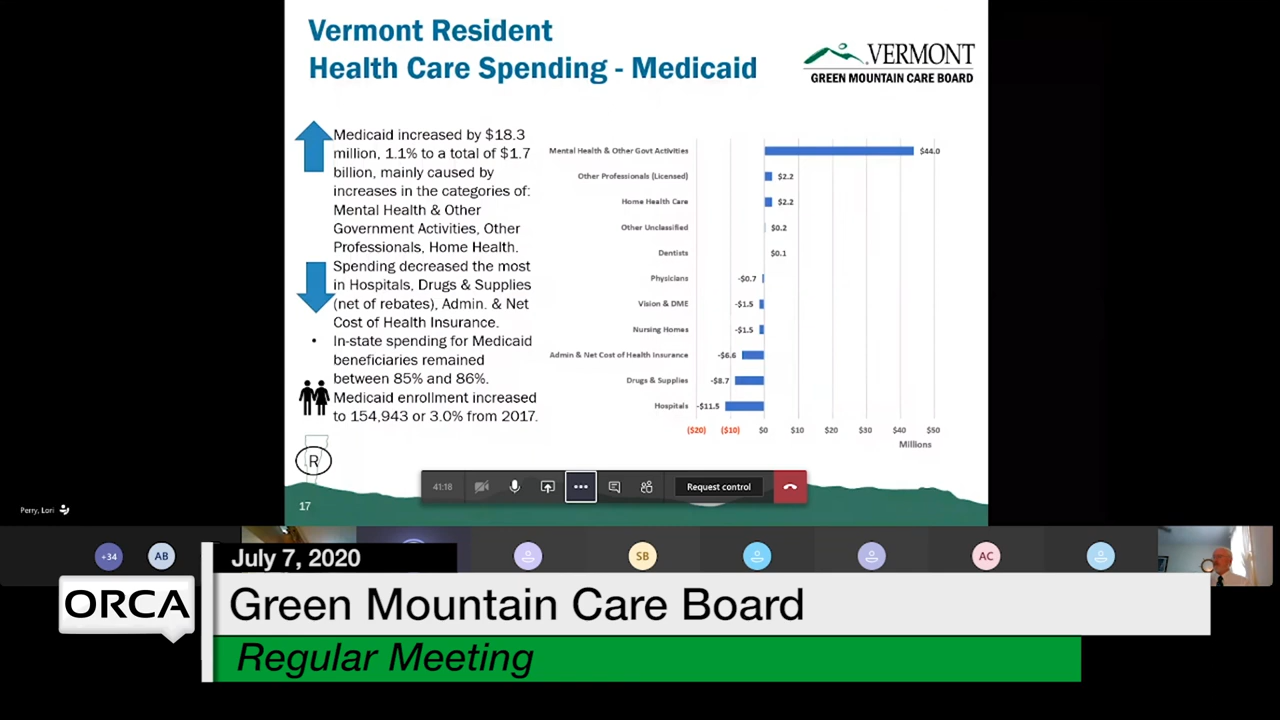 Vermont Resident
Health Care Spending - Medicaid
VERMONT
GREEN MOUNTAIN CARE BOARD
Medicaid increased by $18.3
million, 1.1% to a total of $1.7
billion, mainly caused by
increases in the categories of:
Mental Health & Other
Government Activities, Other
Professionals, Home Health.
Spending decreased the most
in Hospitals, Drugs & Supplies
(net of rebates), Admin. & Net
Cost of Health Insurance.
• In-state spending for Medicaid
beneficiaries remained
between 85% and 86%.
Medicaid enrollment increased
to 154,943 or 3.0% from 2017.
R
17
Mental Health & Other Govt Activities $44.0
Other Professionals (Licensed) $2.2
Home Health Care $2.2
Other Unclassified $0.2
Dentists $0.1
Physicians -$0.7
Vision & DME -$1.5
Nursing Homes -$1.5
Admin & Net Cost of Health Insurance -$6.6
Drugs & Supplies -$8.7
Hospitals -$11.5
($20) ($10) $0 $10 $20 $30 $40 $50
Millions
41:18
Request control
Perry, Lori
+34 AB SB AC
July 7, 2020
ORCA
Green Mountain Care Board
Regular Meeting